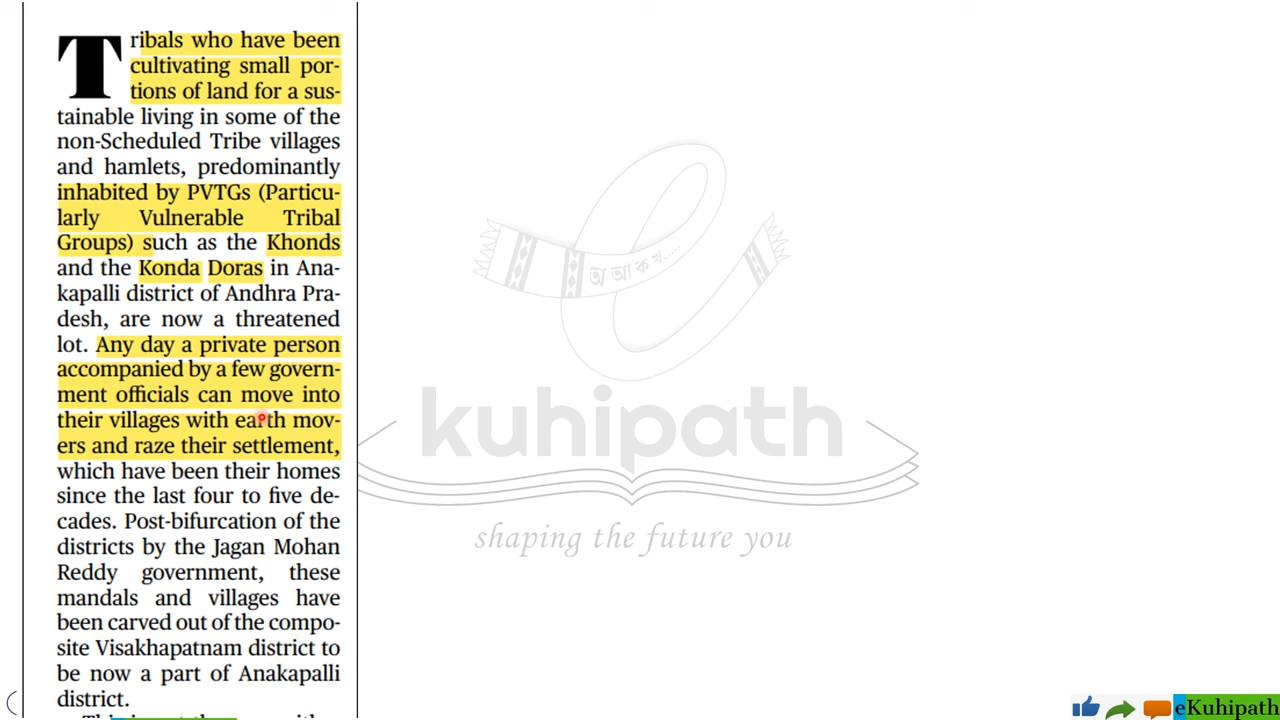 Tribals who have been
cultivating small por-
tions of land for a sus-
tainable living in some of the
non-Scheduled Tribe villages
and hamlets, predominantly
inhabited by PVTGs (Particu-
larly Vulnerable Tribal
Groups) such as the Khonds
and the Konda Doras in Ana-
kapalli district of Andhra Pra-
desh, are now a threatened
lot. Any day a private person
accompanied by a few govern-
ment officials can move into
their villages with earth mov-
ers and raze their settlement,
which have been their homes
since the last four to five de-
cades. Post-bifurcation of the
districts by the Jagan Mohan
Reddy government, these
mandals and villages have
been carved out of the compo-
site Visakhapatnam district to
be now a part of Anakapalli
district.
অ আ ক খ.....
kuhipath
shaping the future you
eKuhipath